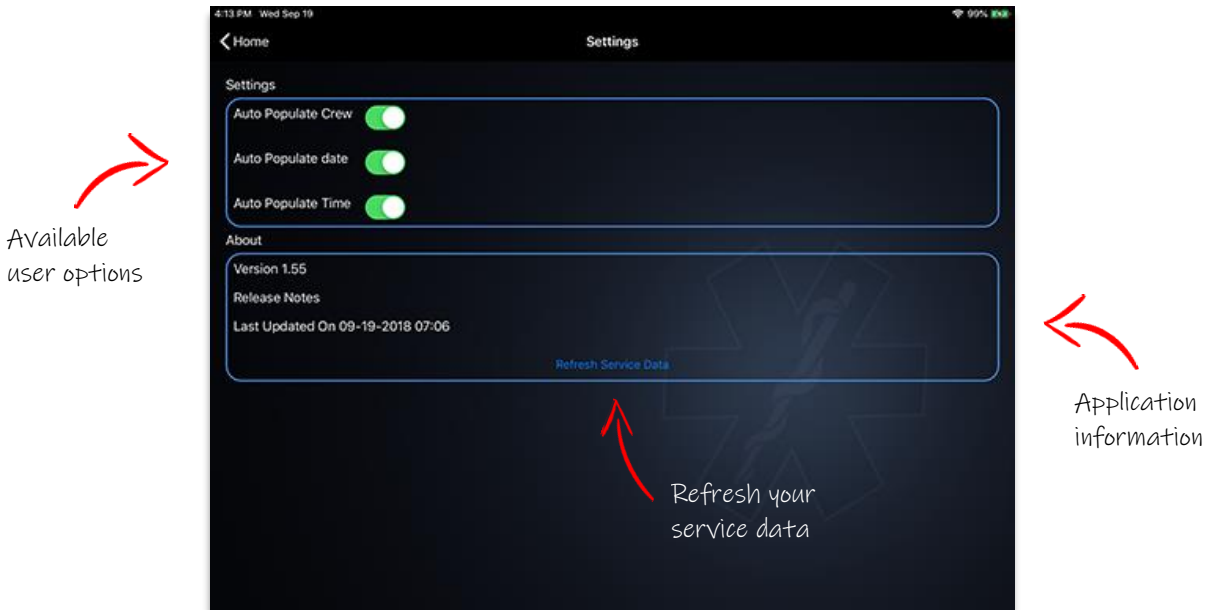 4:13 PM Wed Sep 19
99%
Home
Settings
Settings
Auto Populate Crew
Auto Populate date
Auto Populate Time
Available
user options
About
Version 1.55
Release Notes
Last Updated On 09-19-2018 07:06
Refresh Service Data
Application
information
Refresh your
service data